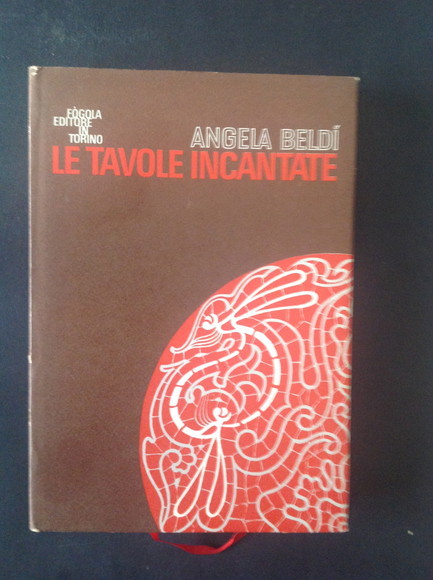 FÒGOLA
EDITORE
IN
TORINO
ANGELA BELDÍ
LE TAVOLE INCANTATE